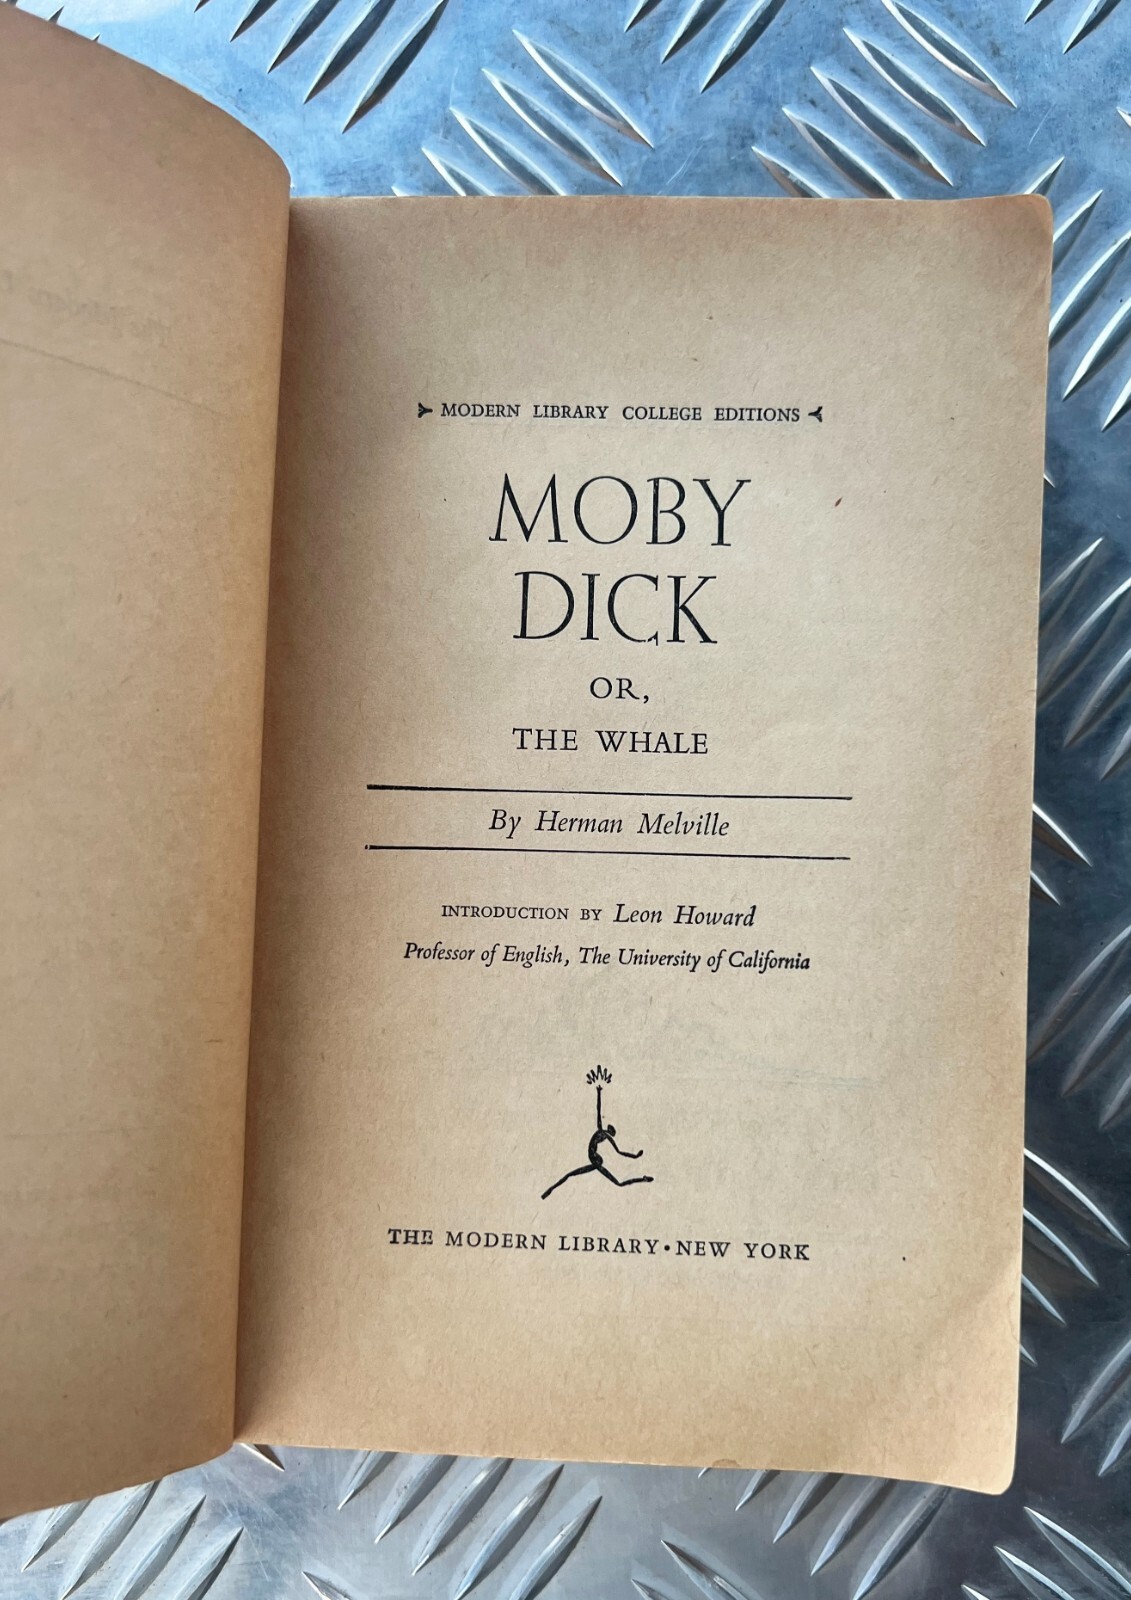 MODERN LIBRARY COLLEGE EDITIONS
MOBY
DICK
OR,
THE WHALE
By Herman Melville
INTRODUCTION BY Leon Howard
Professor of English, The University of California
THE MODERN LIBRARY • NEW YORK